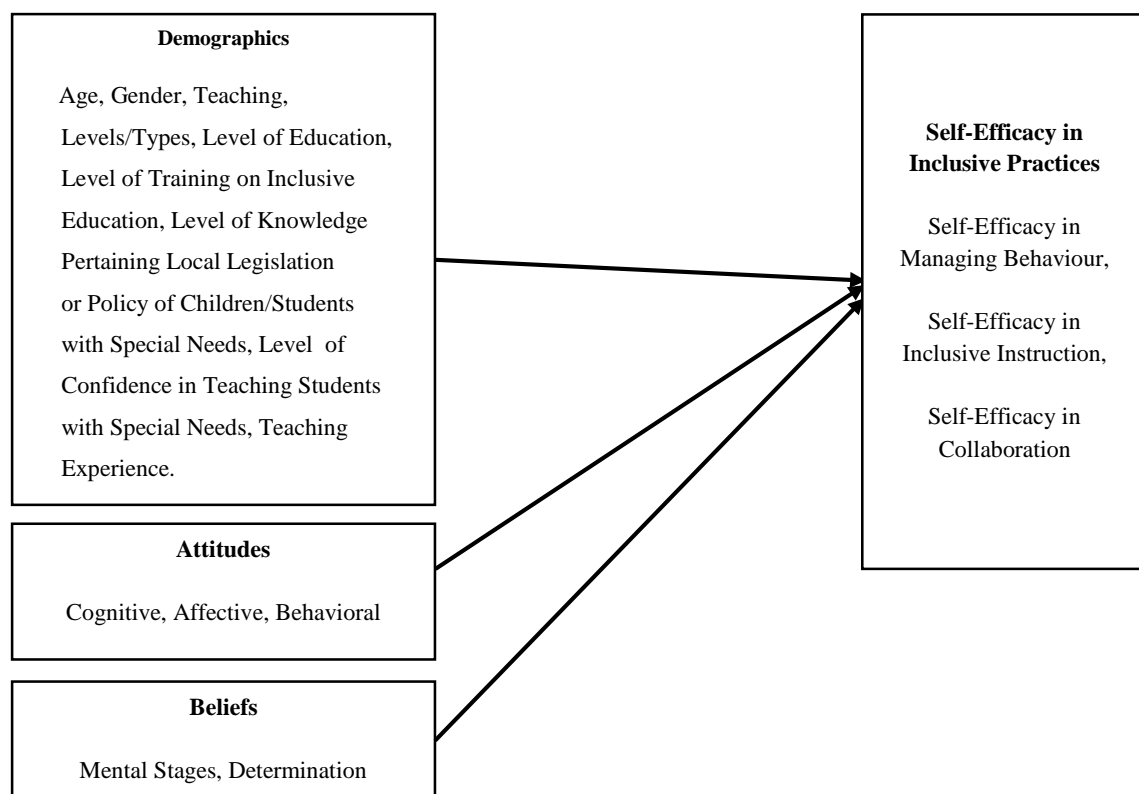 Demographics
Age, Gender, Teaching,
Levels/Types, Level of Education,
Level of Training on Inclusive
Education, Level of Knowledge
Pertaining Local Legislation
or Policy of Children/Students
with Special Needs, Level of
Confidence in Teaching Students
with Special Needs, Teaching
Experience.
Attitudes
Cognitive, Affective, Behavioral
Beliefs
Mental Stages, Determination
Self-Efficacy in
Inclusive Practices
Self-Efficacy in
Managing Behaviour,
Self-Efficacy in
Inclusive Instruction,
Self-Efficacy in
Collaboration